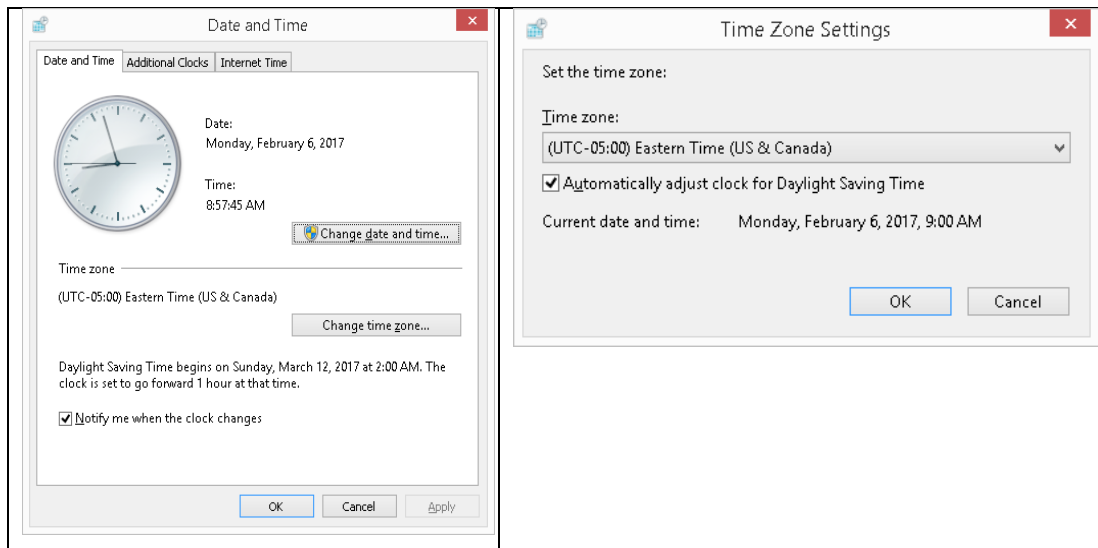 Date and Time
Date and Time
Additional Clocks
Internet Time
Date:
Monday, February 6, 2017
Time:
8:57:45 AM
Change date and time...
Time zone
(UTC-05:00) Eastern Time (US & Canada)
Change time zone...
Daylight Saving Time begins on Sunday, March 12, 2017 at 2:00 AM. The
clock is set to go forward 1 hour at that time.
Notify me when the clock changes
OK
Cancel
Apply
Time Zone Settings
Set the time zone:
Time zone:
(UTC-05:00) Eastern Time (US & Canada)
Automatically adjust clock for Daylight Saving Time
Current date and time: Monday, February 6, 2017, 9:00 AM
OK
Cancel